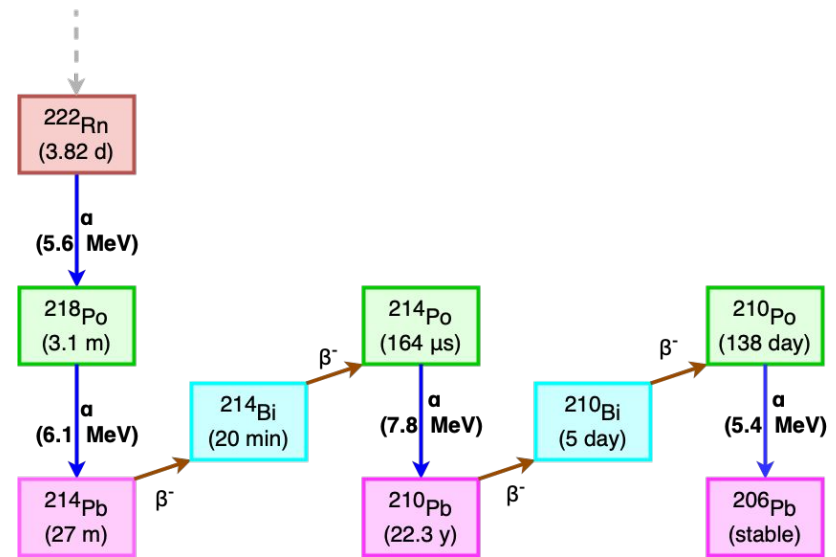 222Rn
(3.82 d)
α
(5.6 MeV)
218Po
(3.1 m)
214Po
(164 µs)
210Po
(138 day)
β-
β-
214Bi
(20 min)
210Bi
(5 day)
α
(6.1 MeV)
α
(7.8 MeV)
α
(5.4 MeV)
214Pb
(27 m)
β-
210Pb
(22.3 y)
β-
206Pb
(stable)